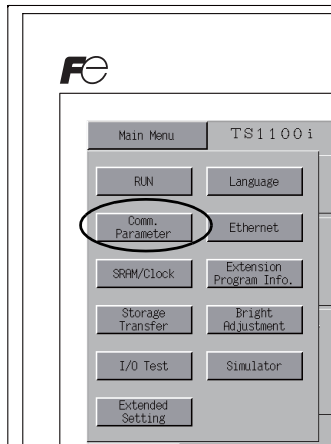 Fe
Main Menu
TS1100i
RUN
Language
Comm.
Parameter
Ethernet
SRAM/Clock
Extension
Program Info.
Storage
Transfer
Bright
Adjustment
I/O Test
Simulator
Extended
Setting